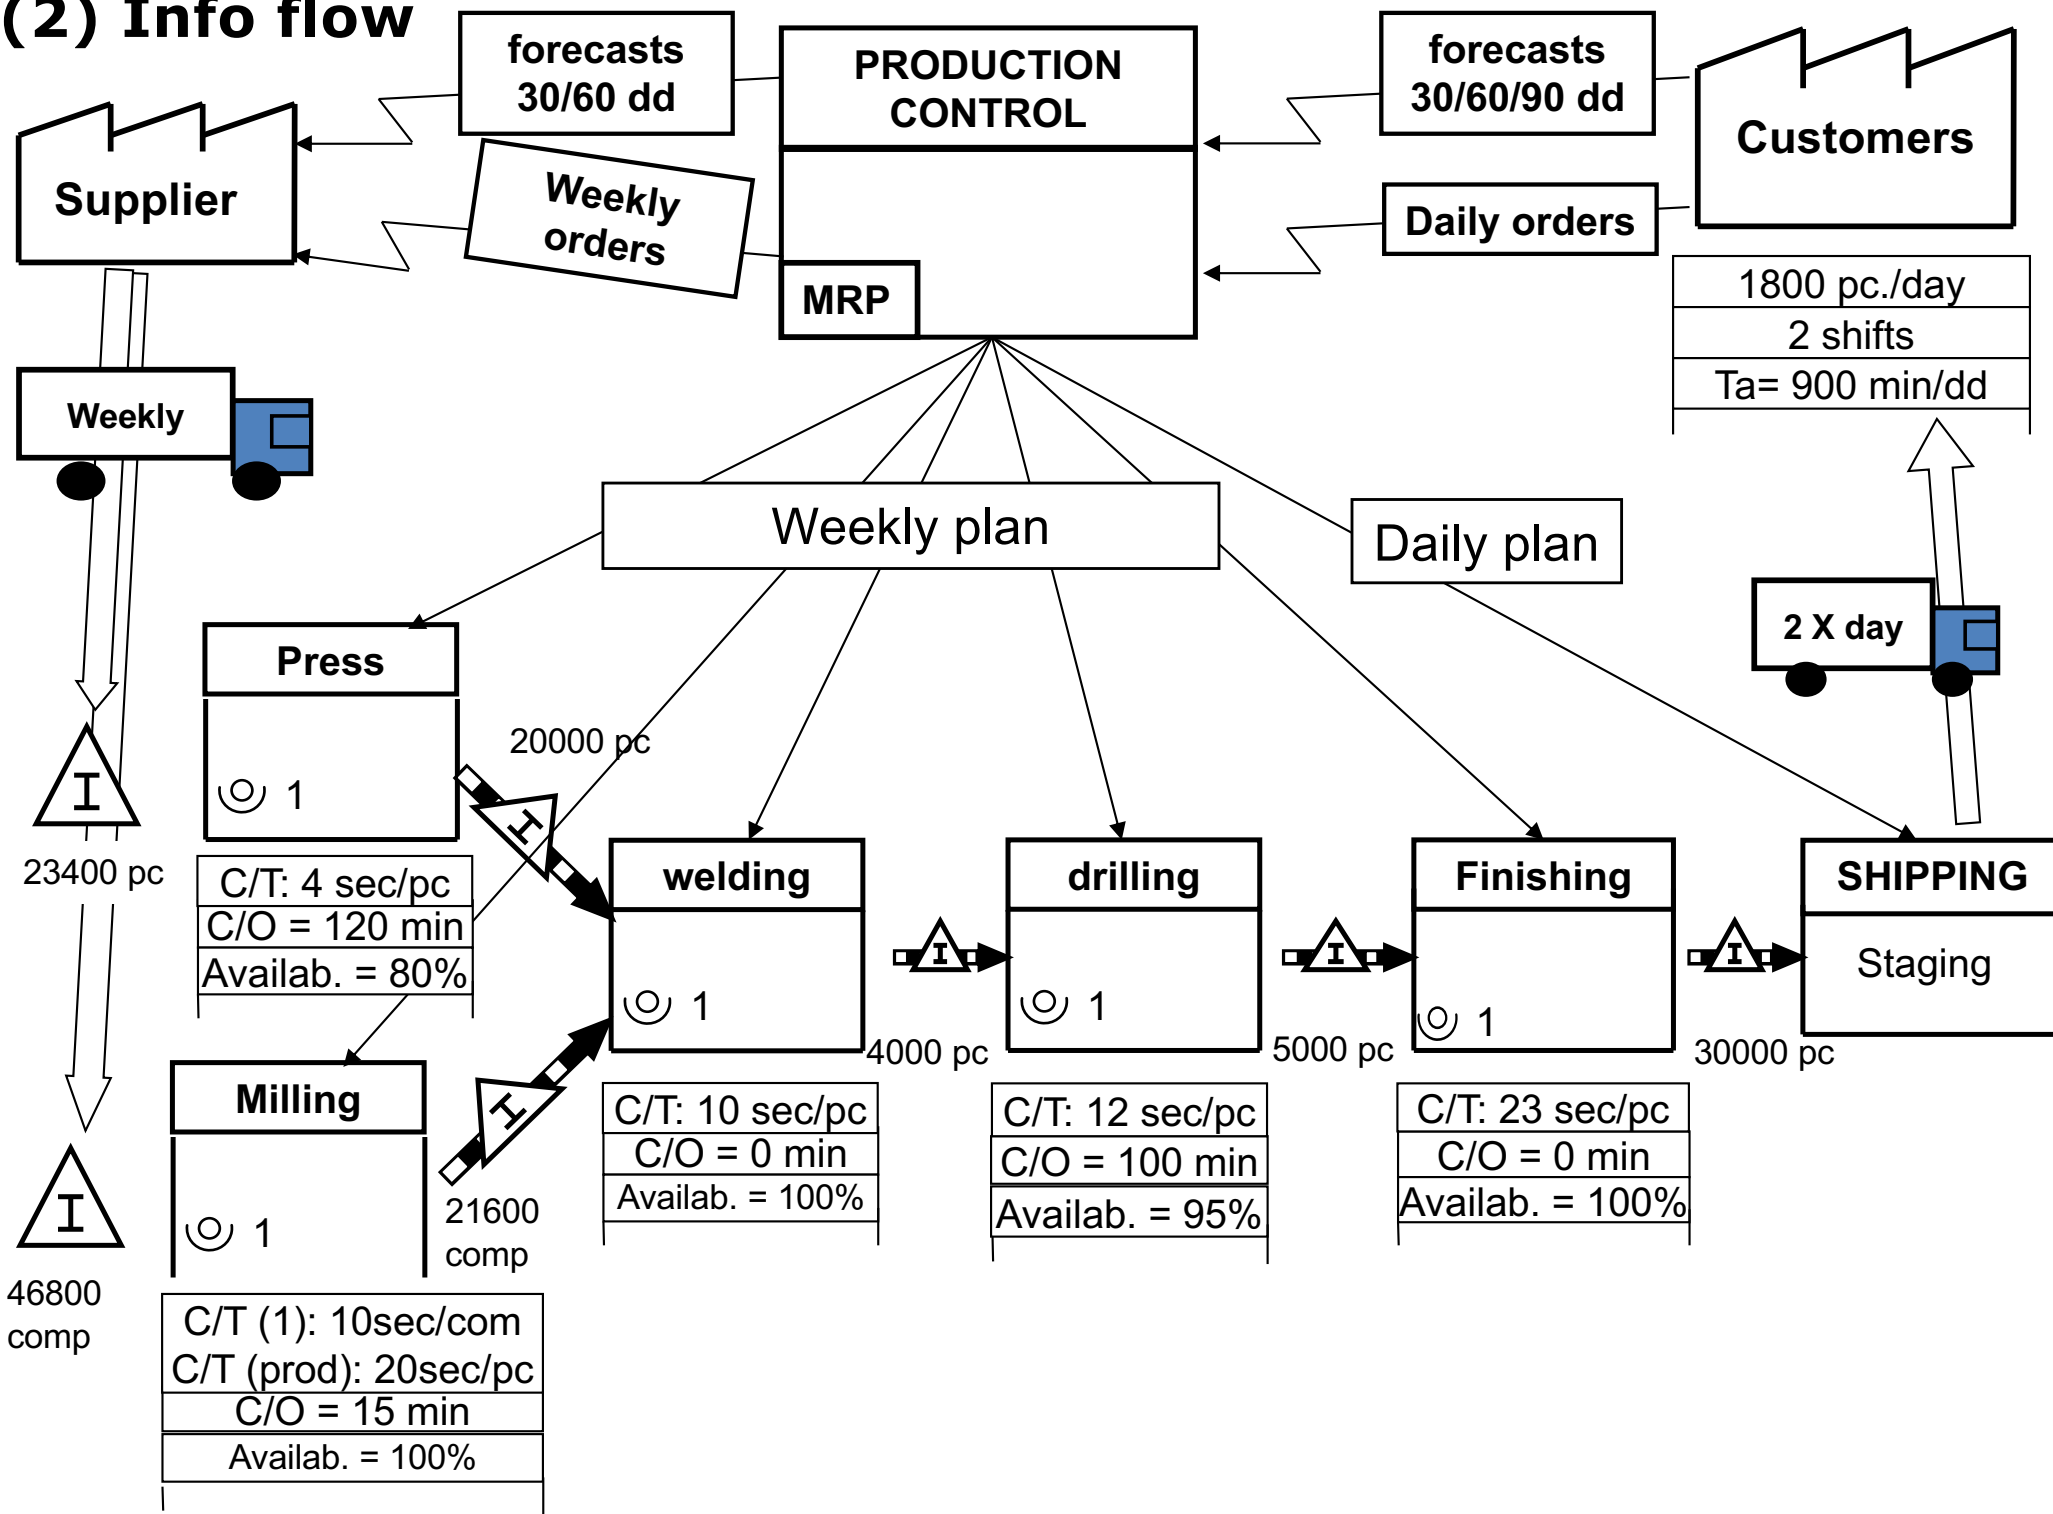 (2) Info flow
forecasts
30/60 dd
PRODUCTION
CONTROL
forecasts
30/60/90 dd
Customers
Supplier
Weekly
orders
Daily orders
MRP
1800 pc./day
2 shifts
Ta= 900 min/dd
Weekly
Weekly plan
Daily plan
2 X day
Press
1
20000 pc
I
I
23400 pc
C/T: 4 sec/pc
C/O = 120 min
Availab. = 80%
welding
1
drilling
1
Finishing
1
SHIPPING
Staging
I
I
I
4000 pc
5000 pc
30000 pc
Milling
1
I
21600
comp
I
46800
comp
C/T: 10 sec/pc
C/O = 0 min
Availab. = 100%
C/T: 12 sec/pc
C/O = 100 min
Availab. = 95%
C/T: 23 sec/pc
C/O = 0 min
Availab. = 100%
C/T (1): 10sec/com
C/T (prod): 20sec/pc
C/O = 15 min
Availab. = 100%